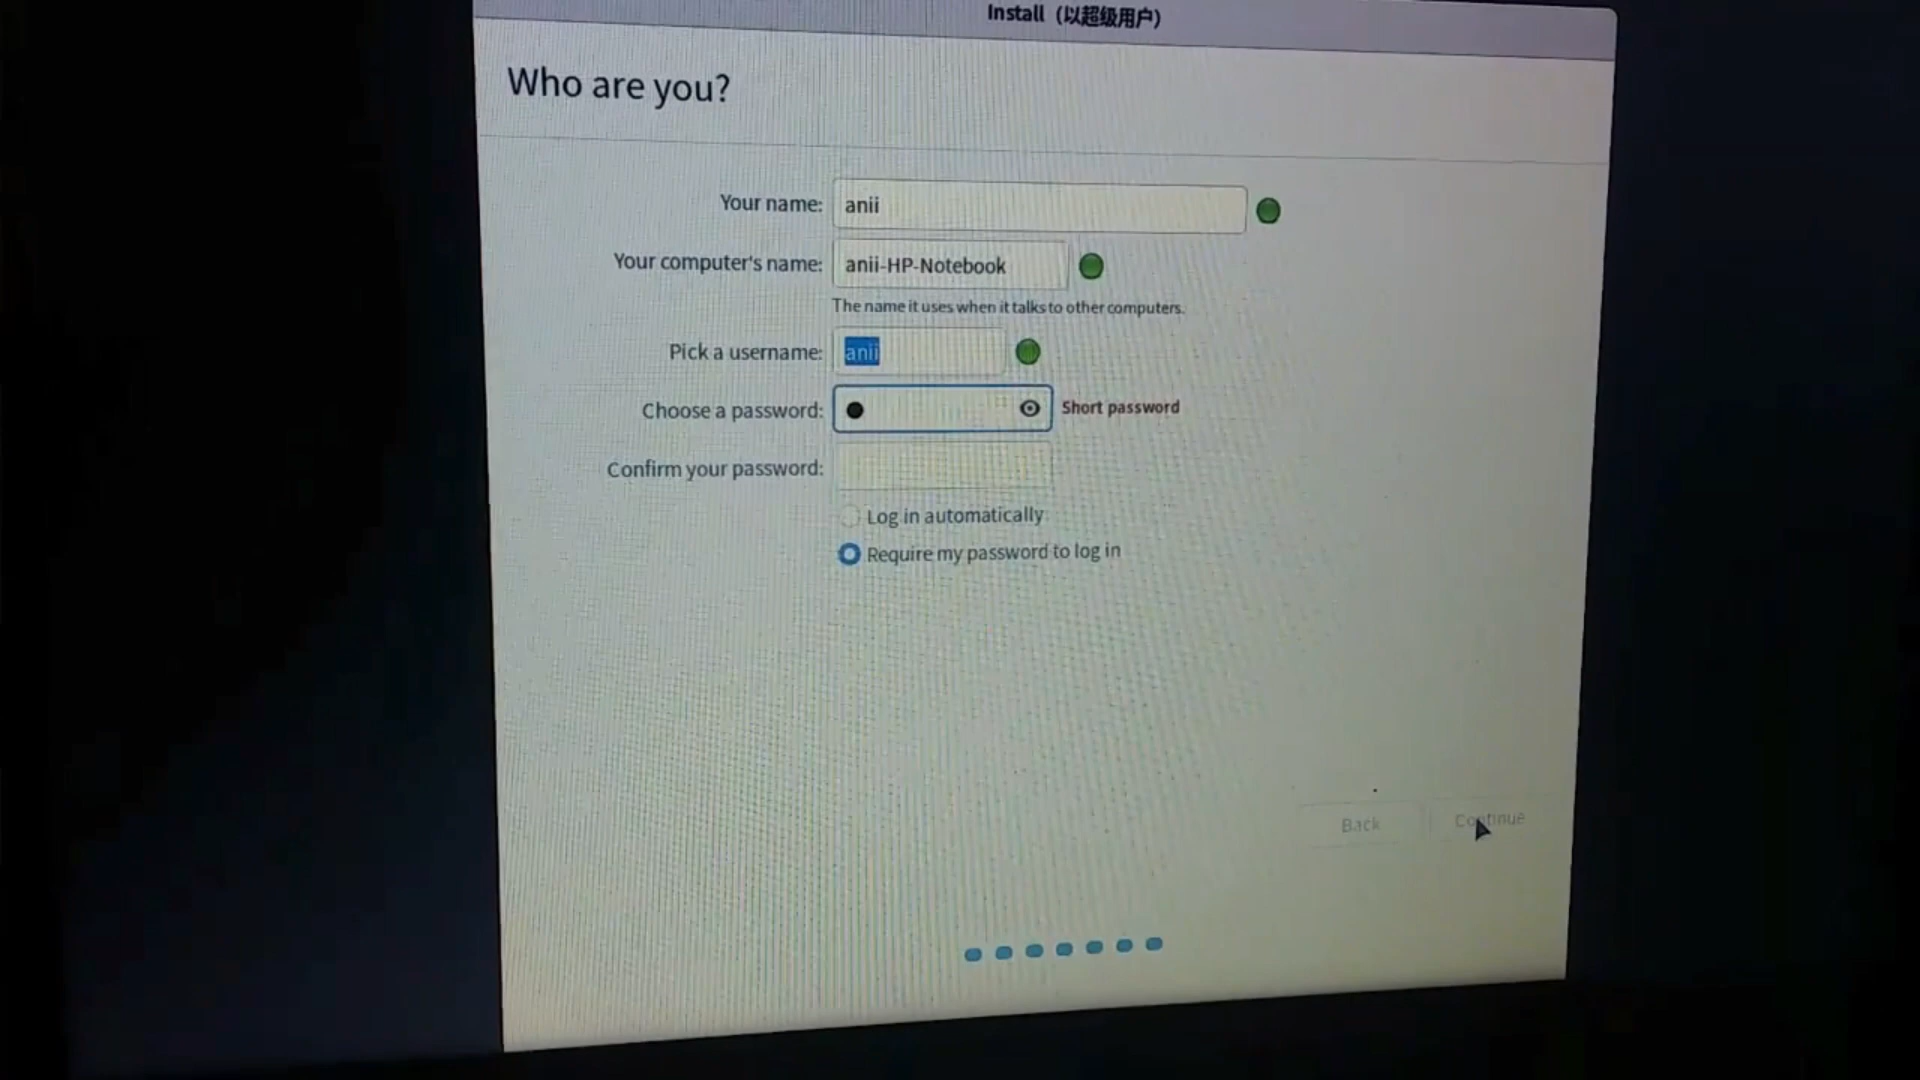 Install（以超级用户）
Who are you?
Your name: anii
Your computer's name: anii-HP-Notebook
The name it uses when it talks to other computers.
Pick a username: anii
Choose a password: ● Short password
Confirm your password:
Log in automatically
Require my password to log in
Back Continue